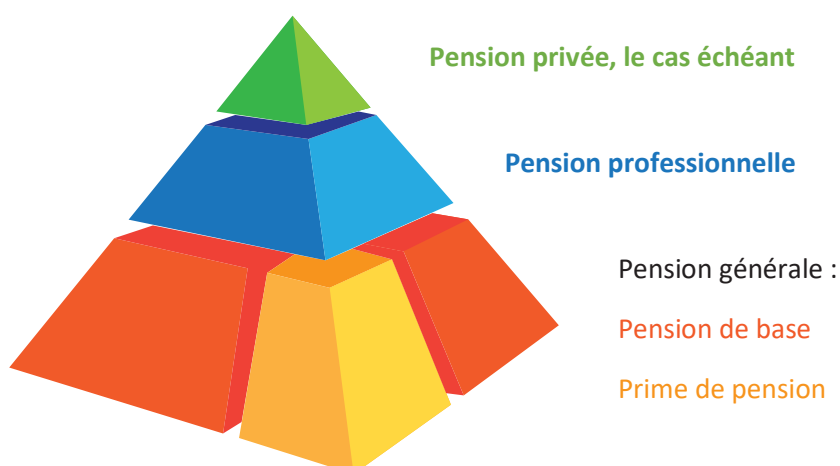 Pension privée, le cas échéant
Pension professionnelle
Pension générale :
Pension de base
Prime de pension